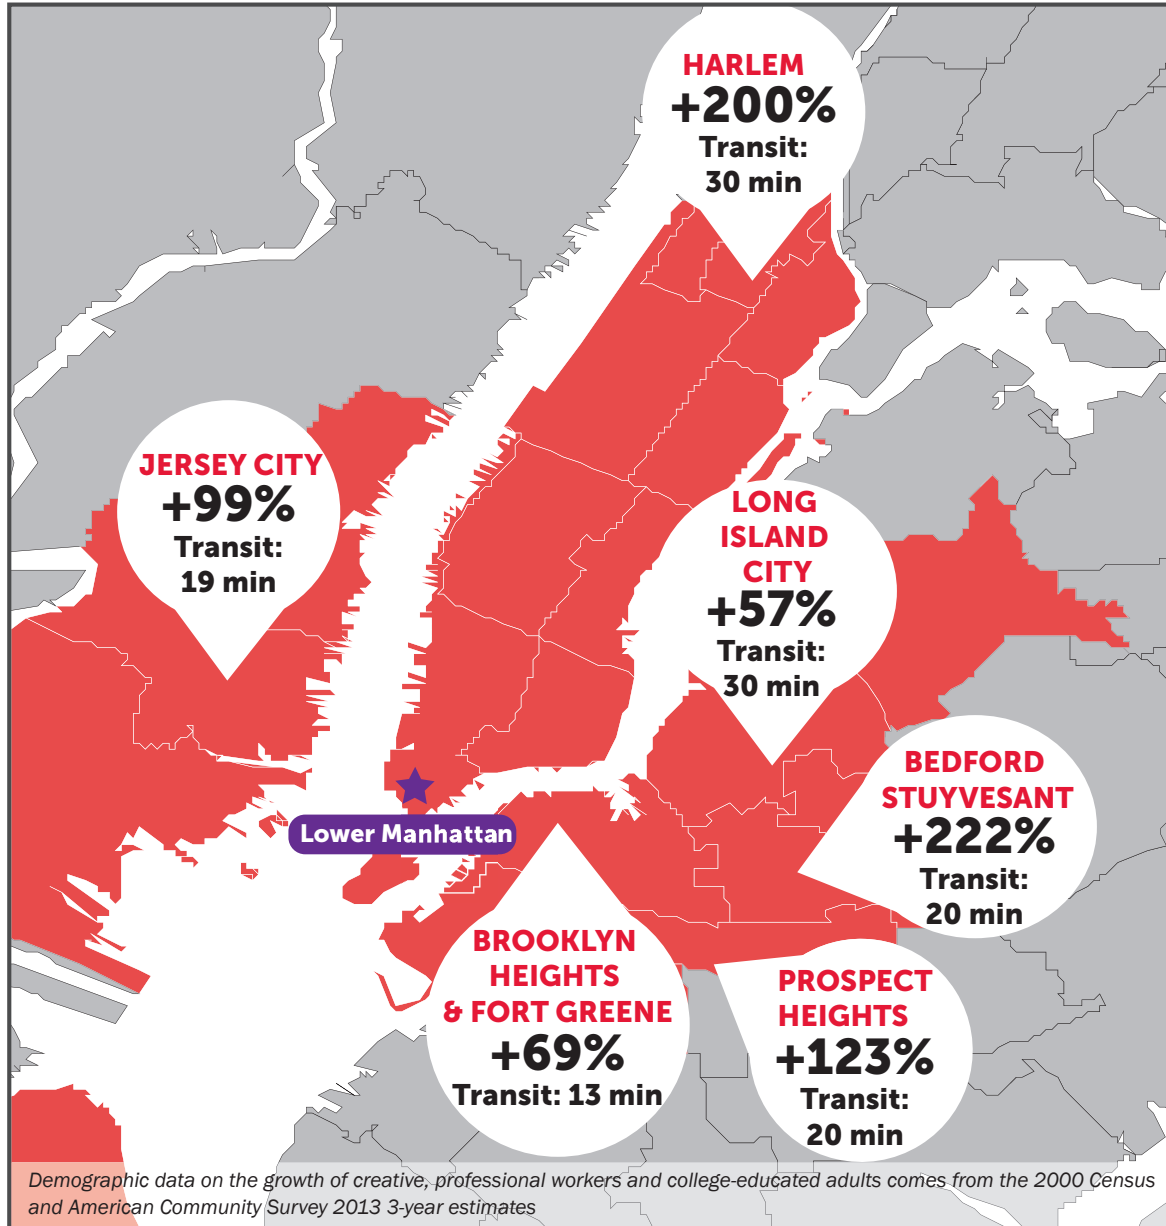 HARLEM
+200%
Transit:
30 min
JERSEY CITY
+99%
Transit:
19 min
LONG
ISLAND
CITY
+57%
Transit:
30 min
BEDFORD
STUYVESANT
+222%
Transit:
20 min
Lower Manhattan
BROOKLYN
HEIGHTS
& FORT GREENE
+69%
Transit: 13 min
PROSPECT
HEIGHTS
+123%
Transit:
20 min
Demographic data on the growth of creative, professional workers and college-educated adults comes from the 2000 Census
and American Community Survey 2013 3-year estimates